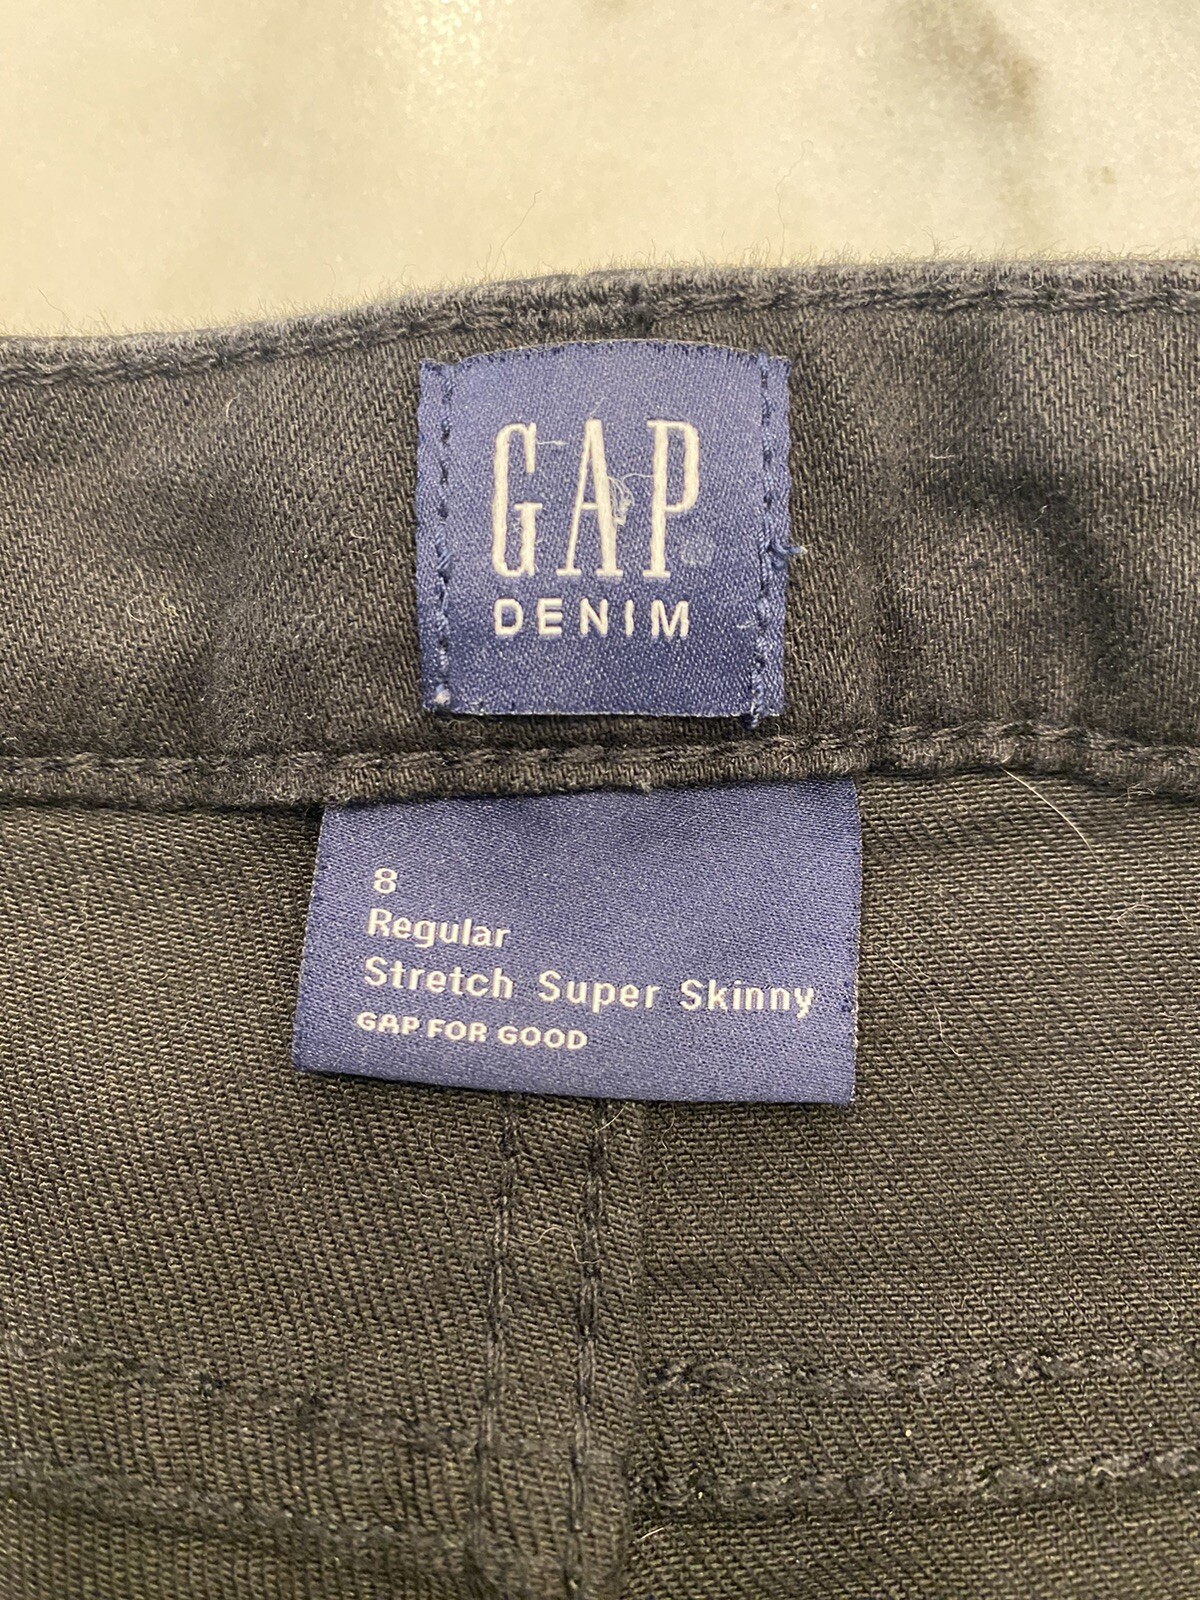 GAP
DENIM
8
Regular
Stretch Super Skinny
GAP FOR GOOD